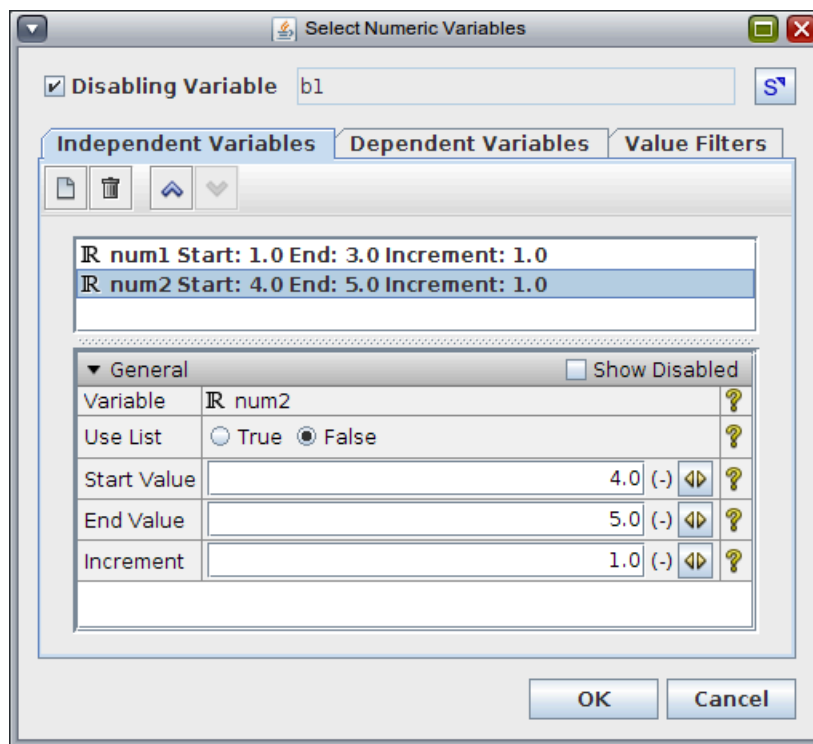 Select Numeric Variables
Disabling Variable b1
S
Independent Variables Dependent Variables Value Filters
ℝ num1 Start: 1.0 End: 3.0 Increment: 1.0
ℝ num2 Start: 4.0 End: 5.0 Increment: 1.0
General Show Disabled
Variable ℝ num2 ?
Use List True False ?
Start Value 4.0 (-) ?
End Value 5.0 (-) ?
Increment 1.0 (-) ?
OK Cancel